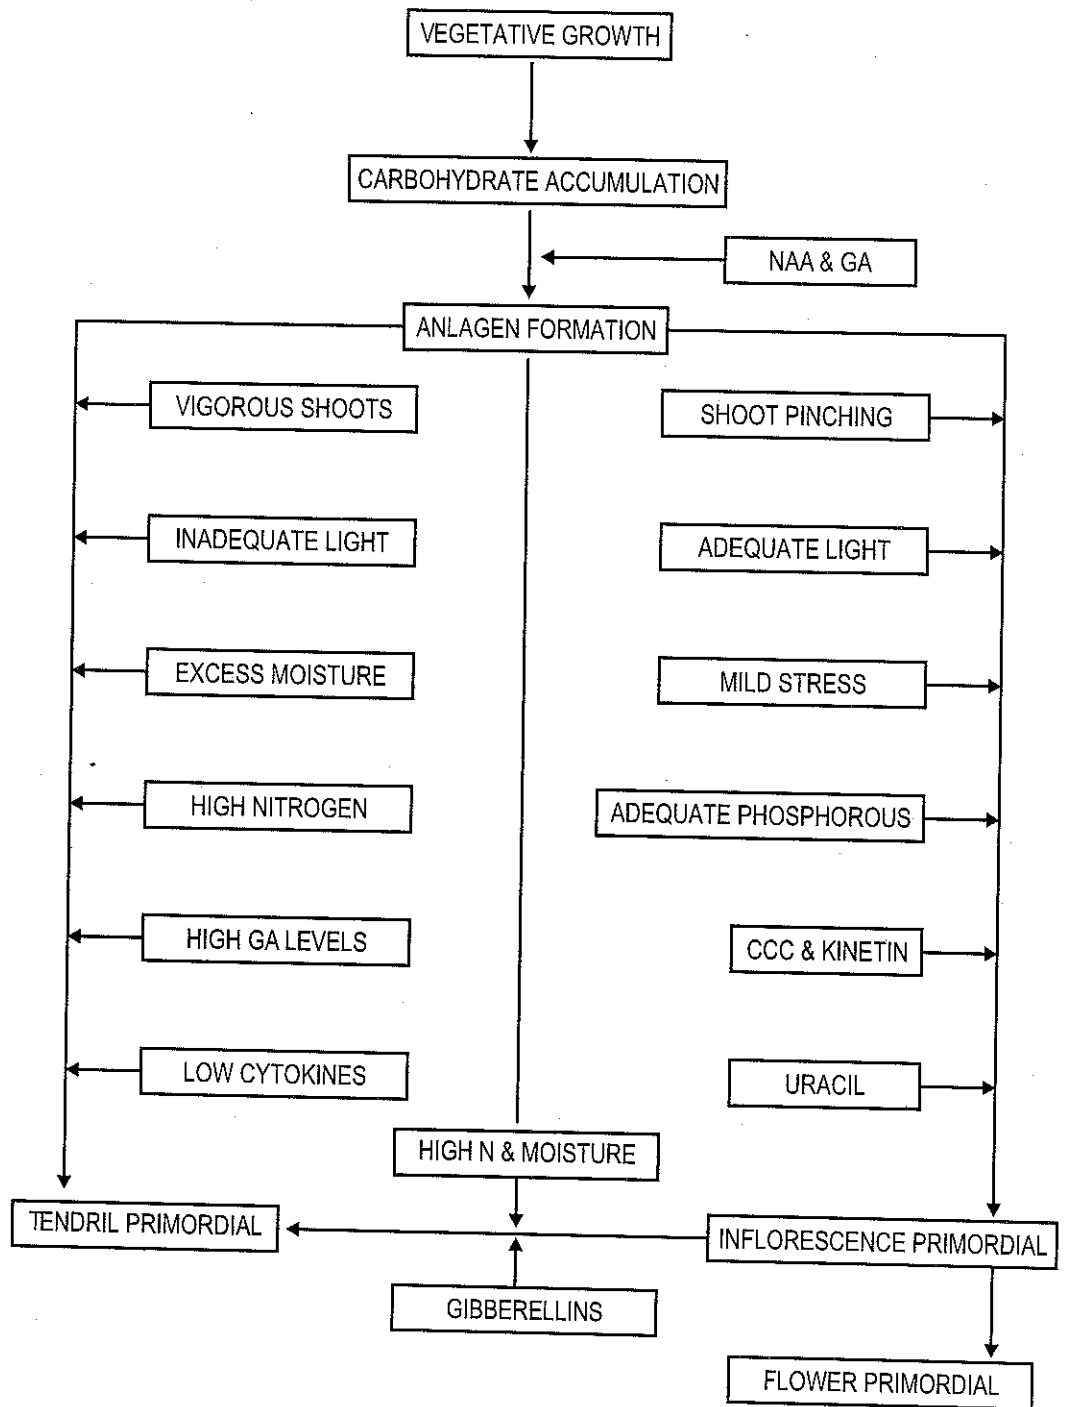 VEGETATIVE GROWTH
CARBOHYDRATE ACCUMULATION
NAA & GA
ANLAGEN FORMATION
VIGOROUS SHOOTS
SHOOT PINCHING
INADEQUATE LIGHT
ADEQUATE LIGHT
EXCESS MOISTURE
MILD STRESS
HIGH NITROGEN
ADEQUATE PHOSPHOROUS
HIGH GA LEVELS
CCC & KINETIN
LOW CYTOKINES
URACIL
HIGH N & MOISTURE
TENDRIL PRIMORDIAL
INFLORESCENCE PRIMORDIAL
GIBBERELLINS
FLOWER PRIMORDIAL